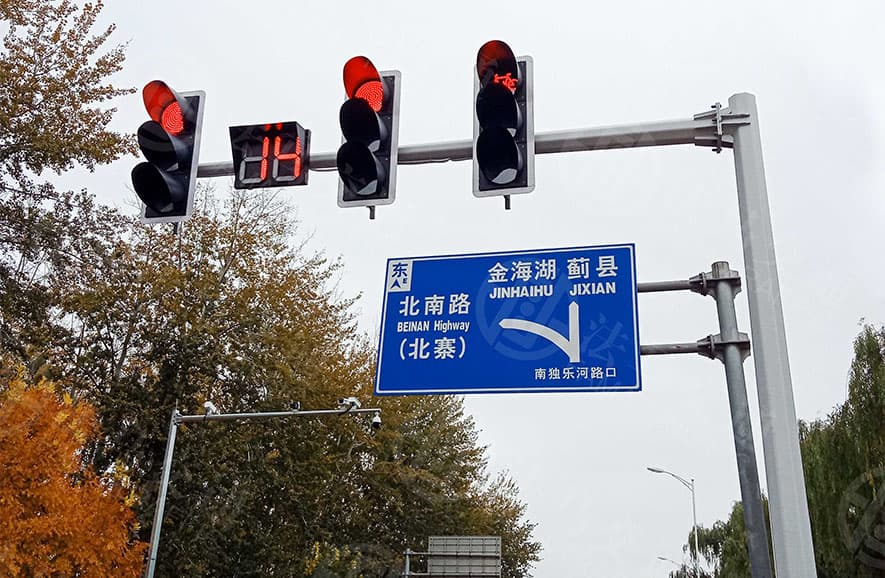 14
东
E
金海湖 蓟县
JINHAIHU JIXIAN
北南路
BEINAN Highway
(北寨)
南独乐河路口